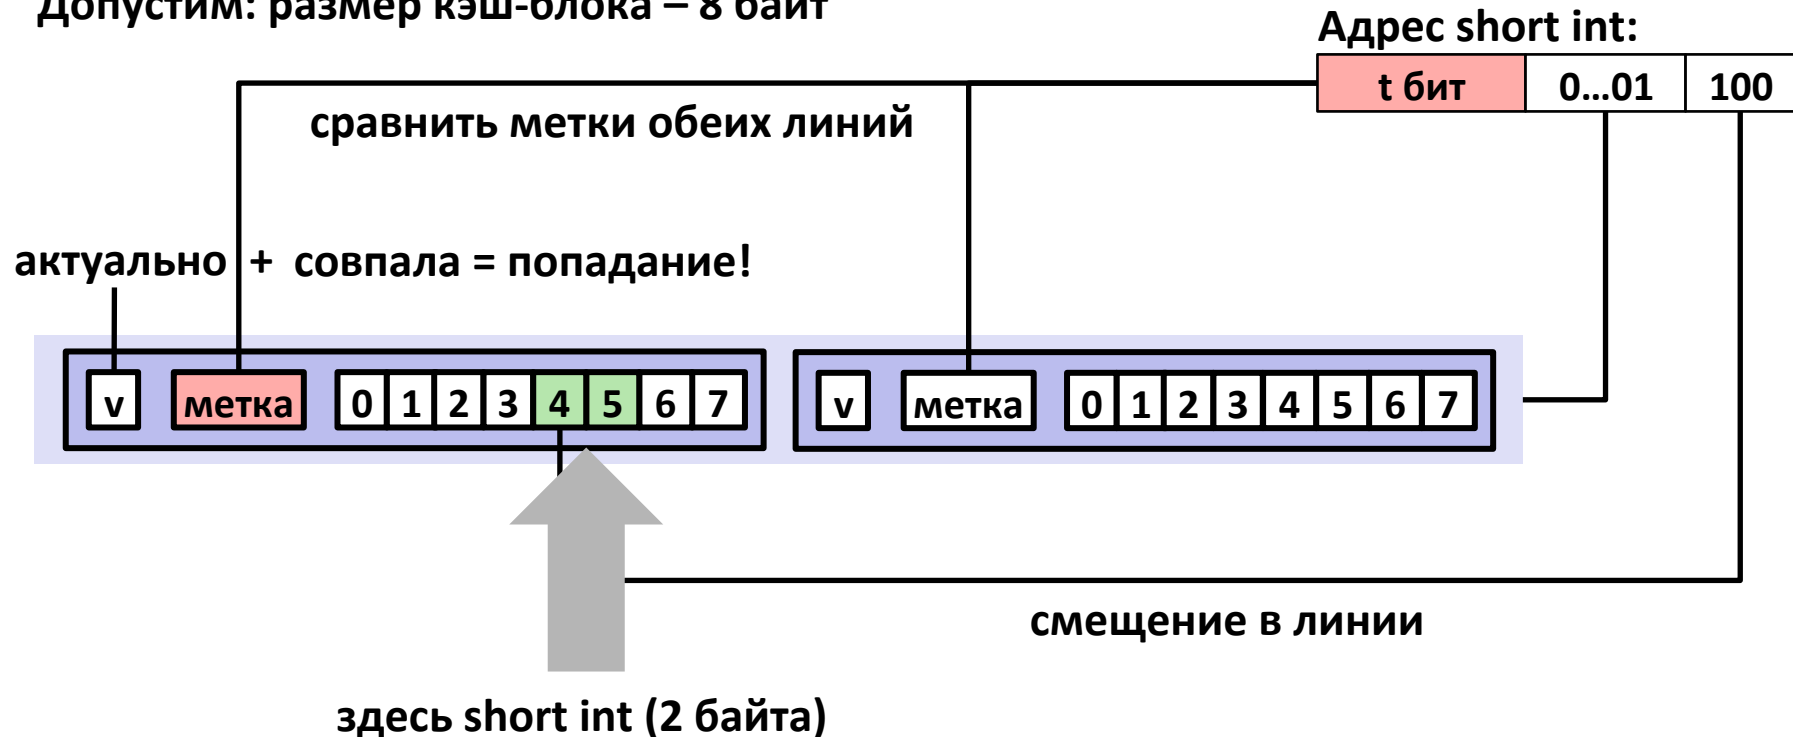 Допустим: размер кэш-блока – 8 байт
Адрес short int:
t бит 0...01 100
сравнить метки обеих линий
актуально + совпала = попадание!
v метка 0 1 2 3 4 5 6 7 v метка 0 1 2 3 4 5 6 7
смещение в линии
здесь short int (2 байта)